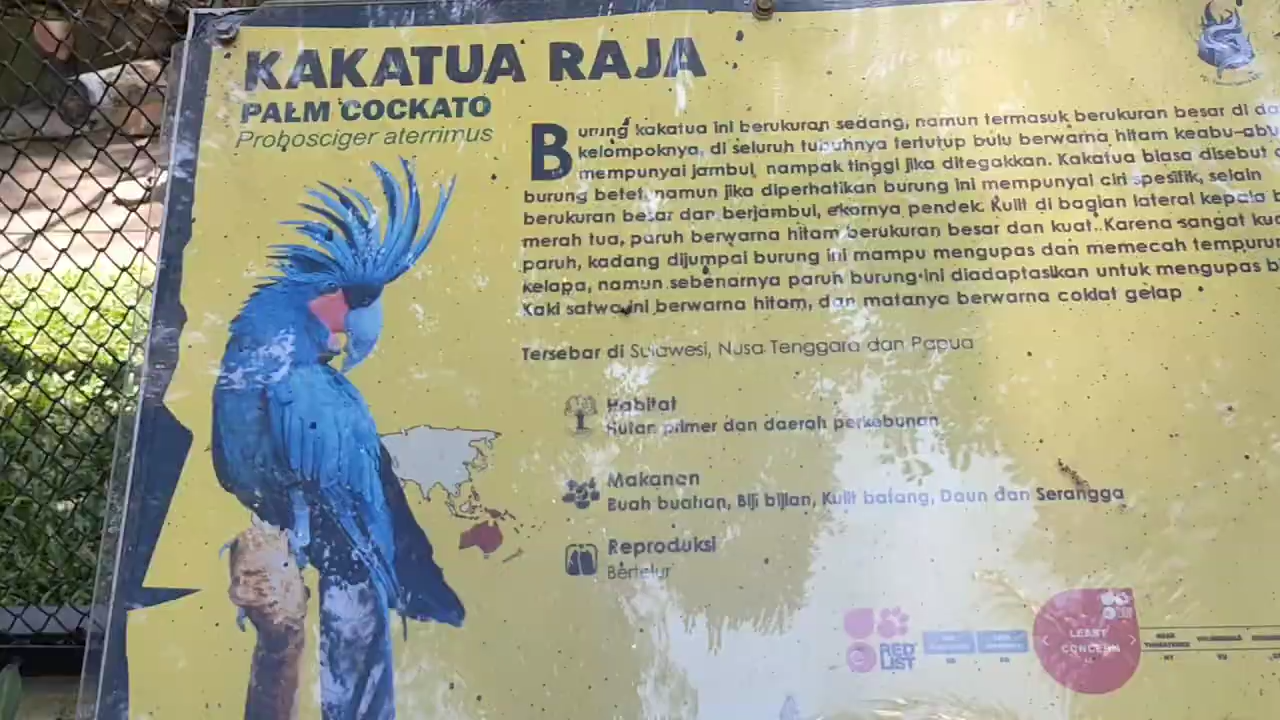 KAKATUA RAJA
PALM COCKATO
Probosciger aterrimus
Burung kakatua ini berukuran sedang, namun termasuk berukuran besar di
kelompoknya, di seluruh tubuhnya tertutup bulu berwarna hitam keabu-abu
mempunyai jambul, nampak tinggi jika ditegakkan. Kakatua biasa disebut
burung betet, namun jika diperhatikan burung ini mempunyai ciri spesifik, selain
berukuran besar dan berjambul, ekornya pendek. Kulit di bagian lateral kepala
merah tua, paruh berwarna hitam berukuran besar dan kuat. Karena sangat
paruh, kadang dijumpai burung ini mampu mengupas dan memecah
kelapa, namun sebenarnya paruh burung ini diadaptasikan untuk mengupas
Kaki satwa ini berwarna hitam, dan matanya berwarna coklat gelap
Tersebar di Sulawesi, Nusa Tenggara dan Papua
Habitat
Hutan primer dan daerah perkebunan
Makanan
Buah buahan, Biji bijian, Kulit batang, Daun dan Serangga
Reproduksi
Bertelur
RED LIST
LEAST CONCERN
NEAR THREATENED
VULNERABLE
NT
VU